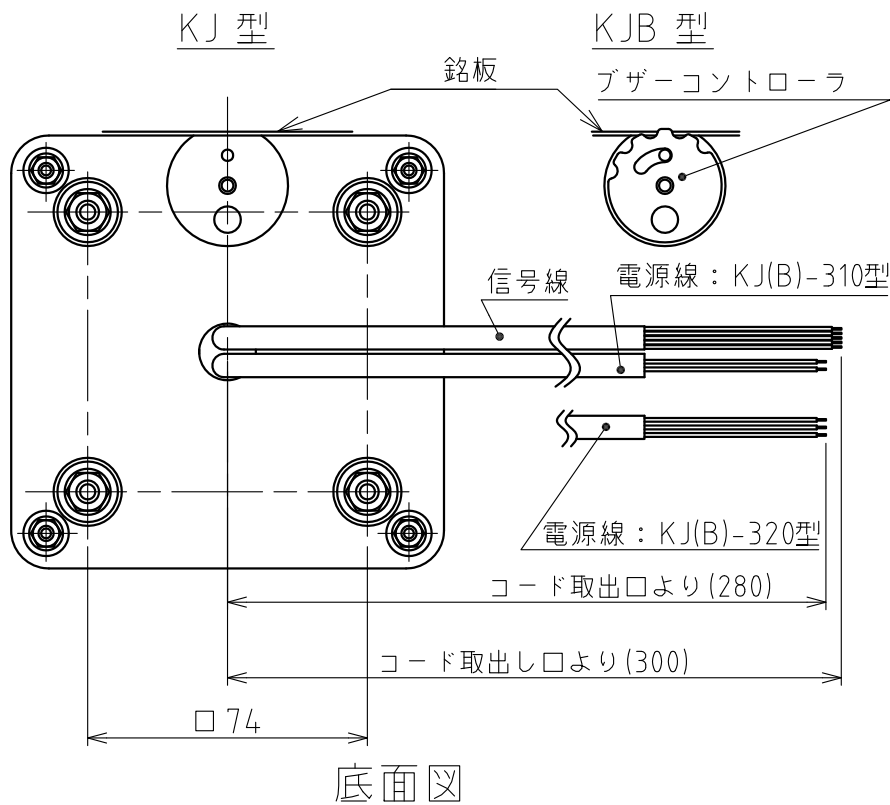 KJ 型
KJB 型
銘板
ブザーコントローラ
信号線
電源線：KJ(B)-310型
電源線：KJ(B)-320型
コード取出口より(280)
コード取出し口より(300)
□74
底面図